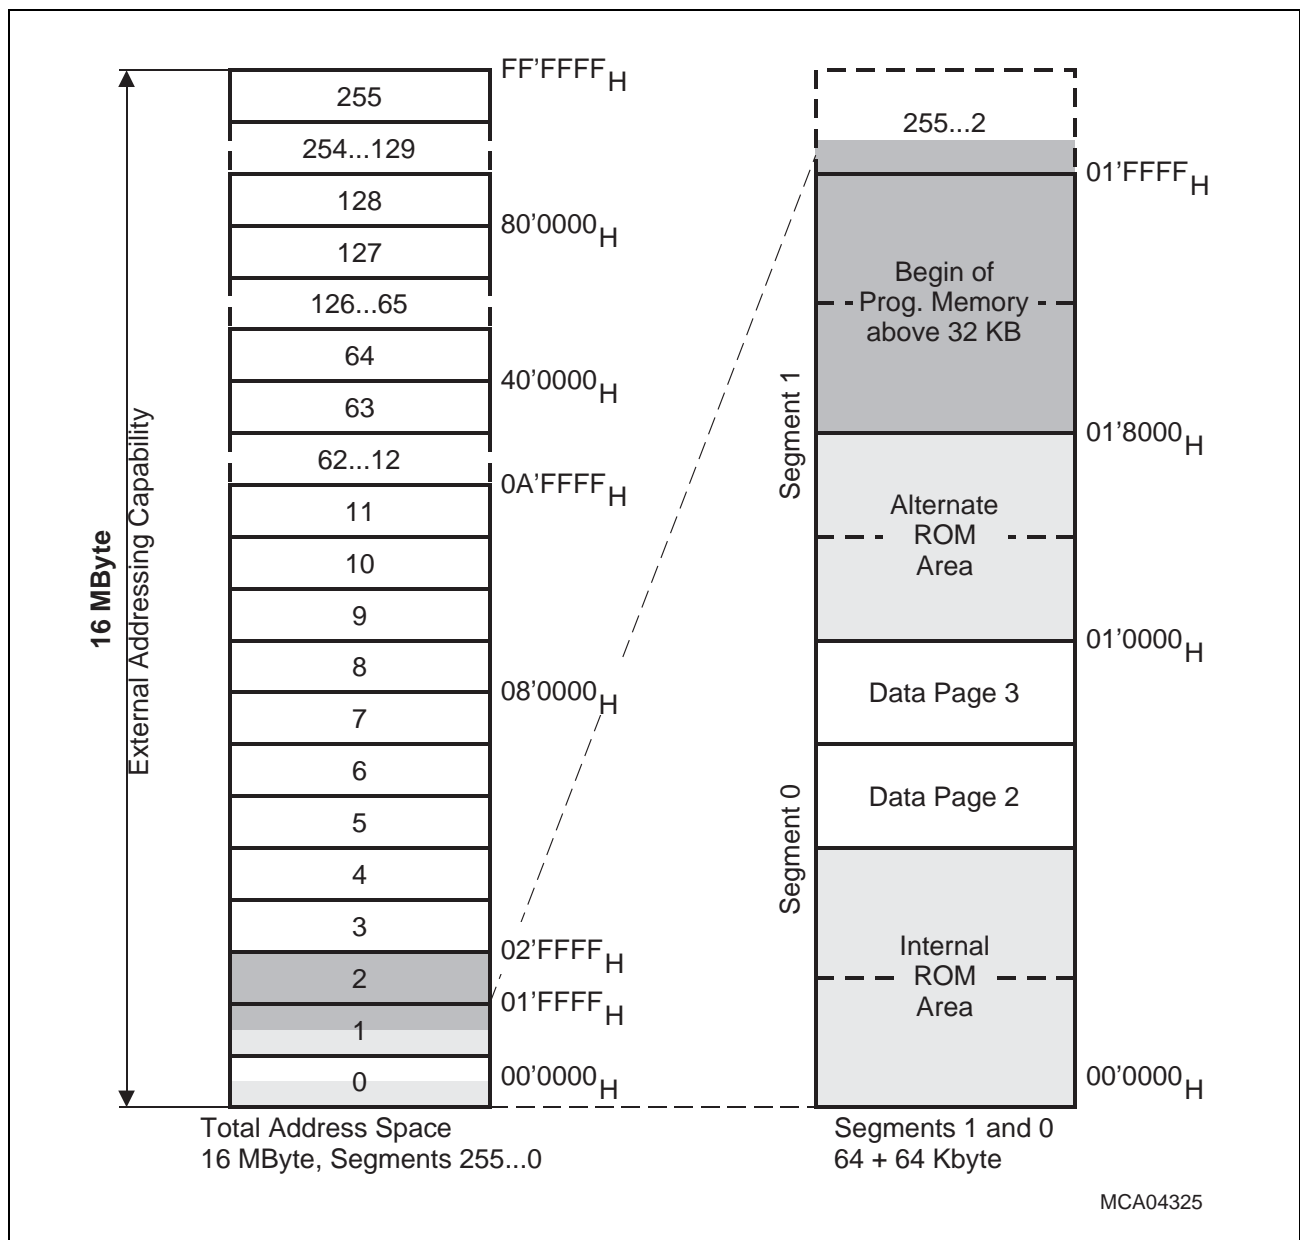 16 MByte
External Addressing Capability
FF'FFFFH
255
254...129
128
80'0000H
127
126...65
64
40'0000H
63
62...12
0A'FFFFH
11
10
9
8
08'0000H
7
6
5
4
3
02'FFFFH
2
01'FFFFH
1
0
00'0000H
Total Address Space
16 MByte, Segments 255...0
255...2
01'FFFFH
Begin of
Prog. Memory
above 32 KB
Segment 1
01'8000H
Alternate
ROM
Area
01'0000H
Data Page 3
Data Page 2
Segment 0
Internal
ROM
Area
00'0000H
Segments 1 and 0
64 + 64 Kbyte
MCA04325